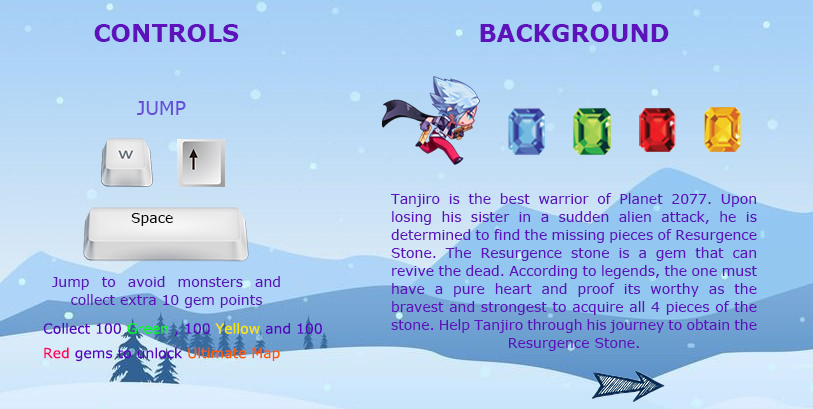 CONTROLS
JUMP
W
Space
Jump to avoid monsters and
collect extra 10 gem points
Collect 100 Green , 100 Yellow and 100
Red gems to unlock Ultimate Map
BACKGROUND
Tanjiro is the best warrior of Planet 2077. Upon
losing his sister in a sudden alien attack, he is
determined to find the missing pieces of Resurgence
Stone. The Resurgence stone is a gem that can
revive the dead. According to legends, the one must
have a pure heart and proof its worthy as the
bravest and strongest to acquire all 4 pieces of the
stone. Help Tanjiro through his journey to obtain the
Resurgence Stone.